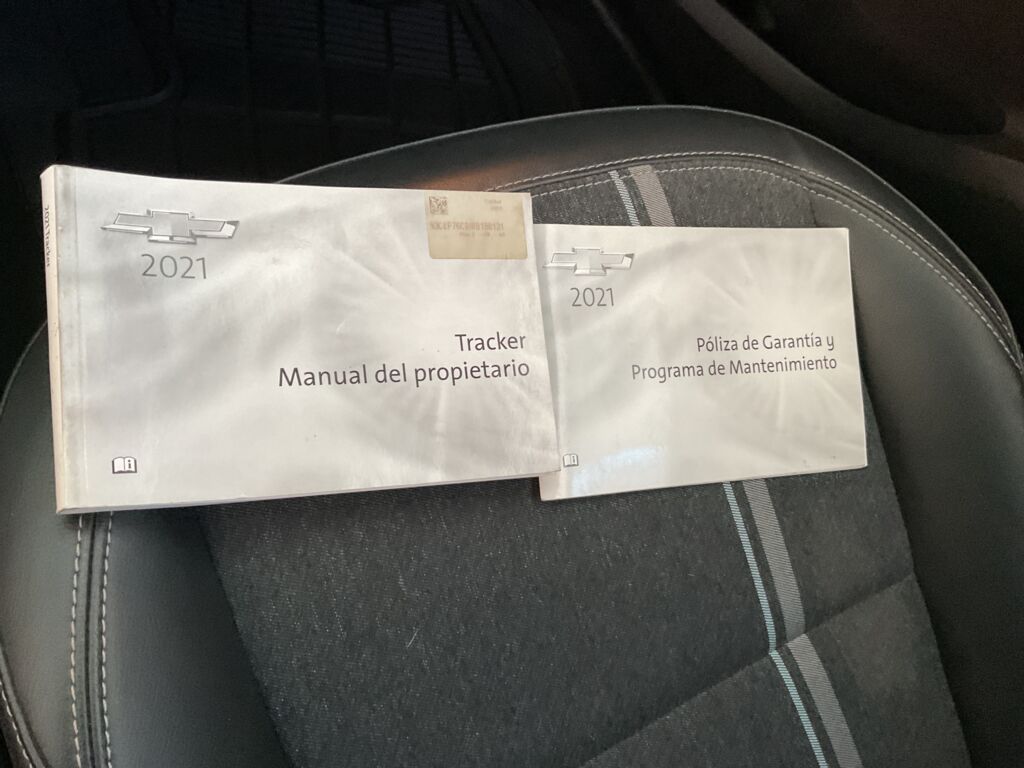 2021
Tracker
Manual del propietario
2021
Póliza de Garantía y
Programa de Mantenimiento